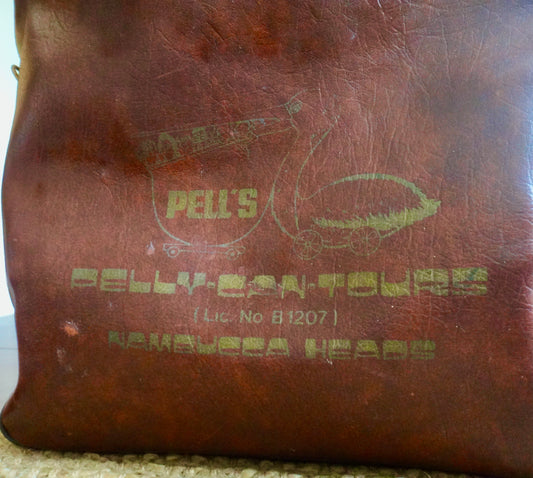 PELL'S
PELLY-CAN-TOURS
(Lic. No B1207)
NAMBUCCA HEADS